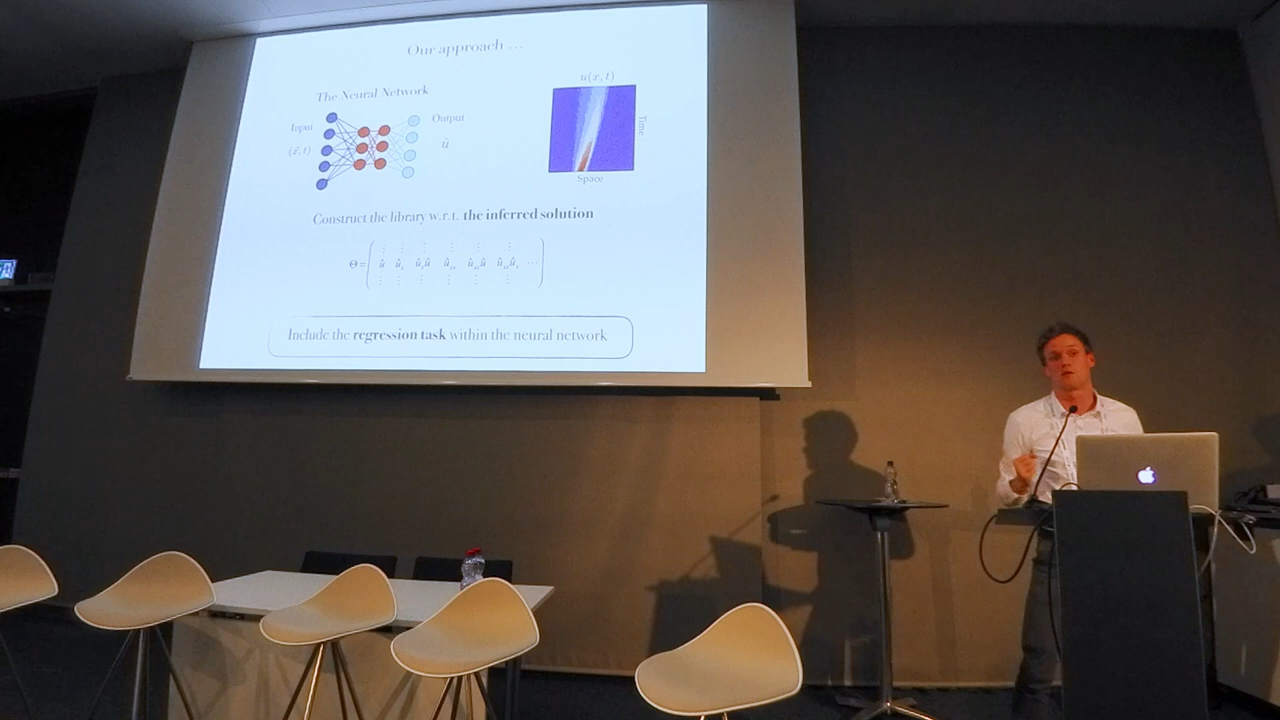 Our approach ...
The Neural Network
u(x, t)
Input
Output
(x⃗, t)
û
Time
Space
Construct the library w.r.t. the inferred solution
Θ =
Include the regression task within the neural network